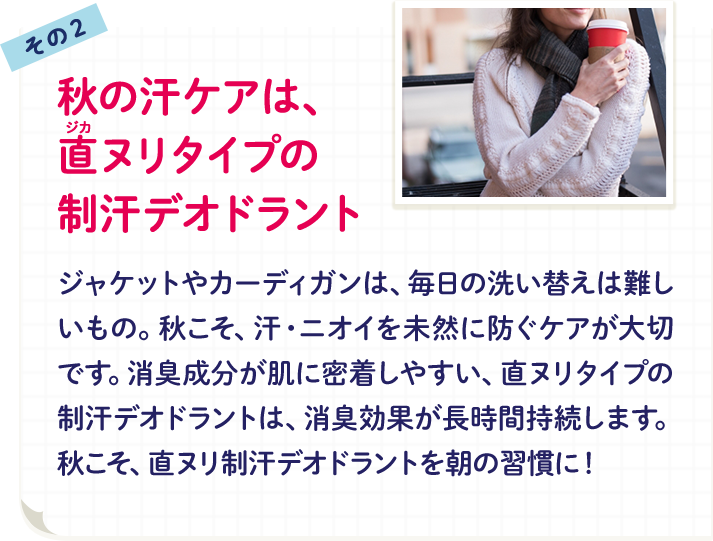 その2
秋の汗ケアは、
ジカ
直ヌリタイプの
制汗デオドラント
ジャケットやカーディガンは、毎日の洗い替えは難し
いもの。秋こそ、汗・ニオイを未然に防ぐケアが大切
です。消臭成分が肌に密着しやすい、直ヌリタイプの
制汗デオドラントは、消臭効果が長時間持続します。
秋こそ、直ヌリ制汗デオドラントを朝の習慣に！